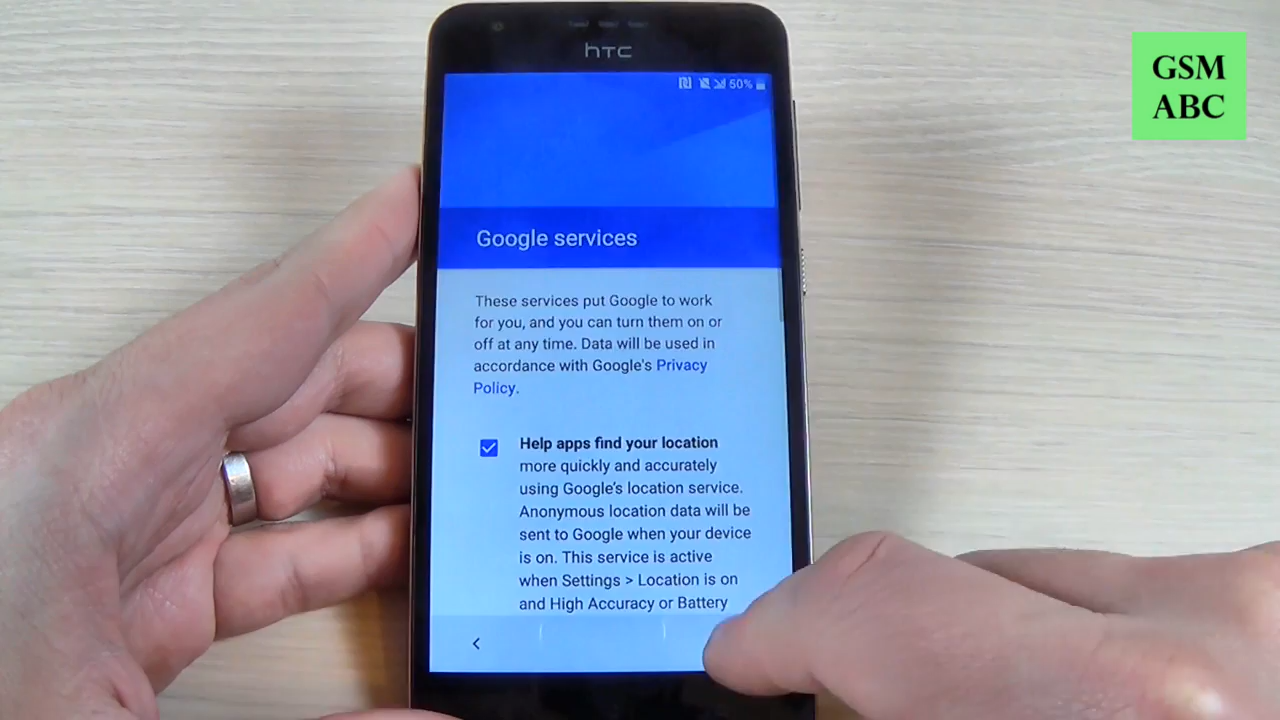 GSM
ABC
hTC
50%
Google services
These services put Google to work
for you, and you can turn them on or
off at any time. Data will be used in
accordance with Google's Privacy
Policy.
Help apps find your location
more quickly and accurately
using Google’s location service.
Anonymous location data will be
sent to Google when your device
is on. This service is active
when Settings > Location is on
and High Accuracy or Battery